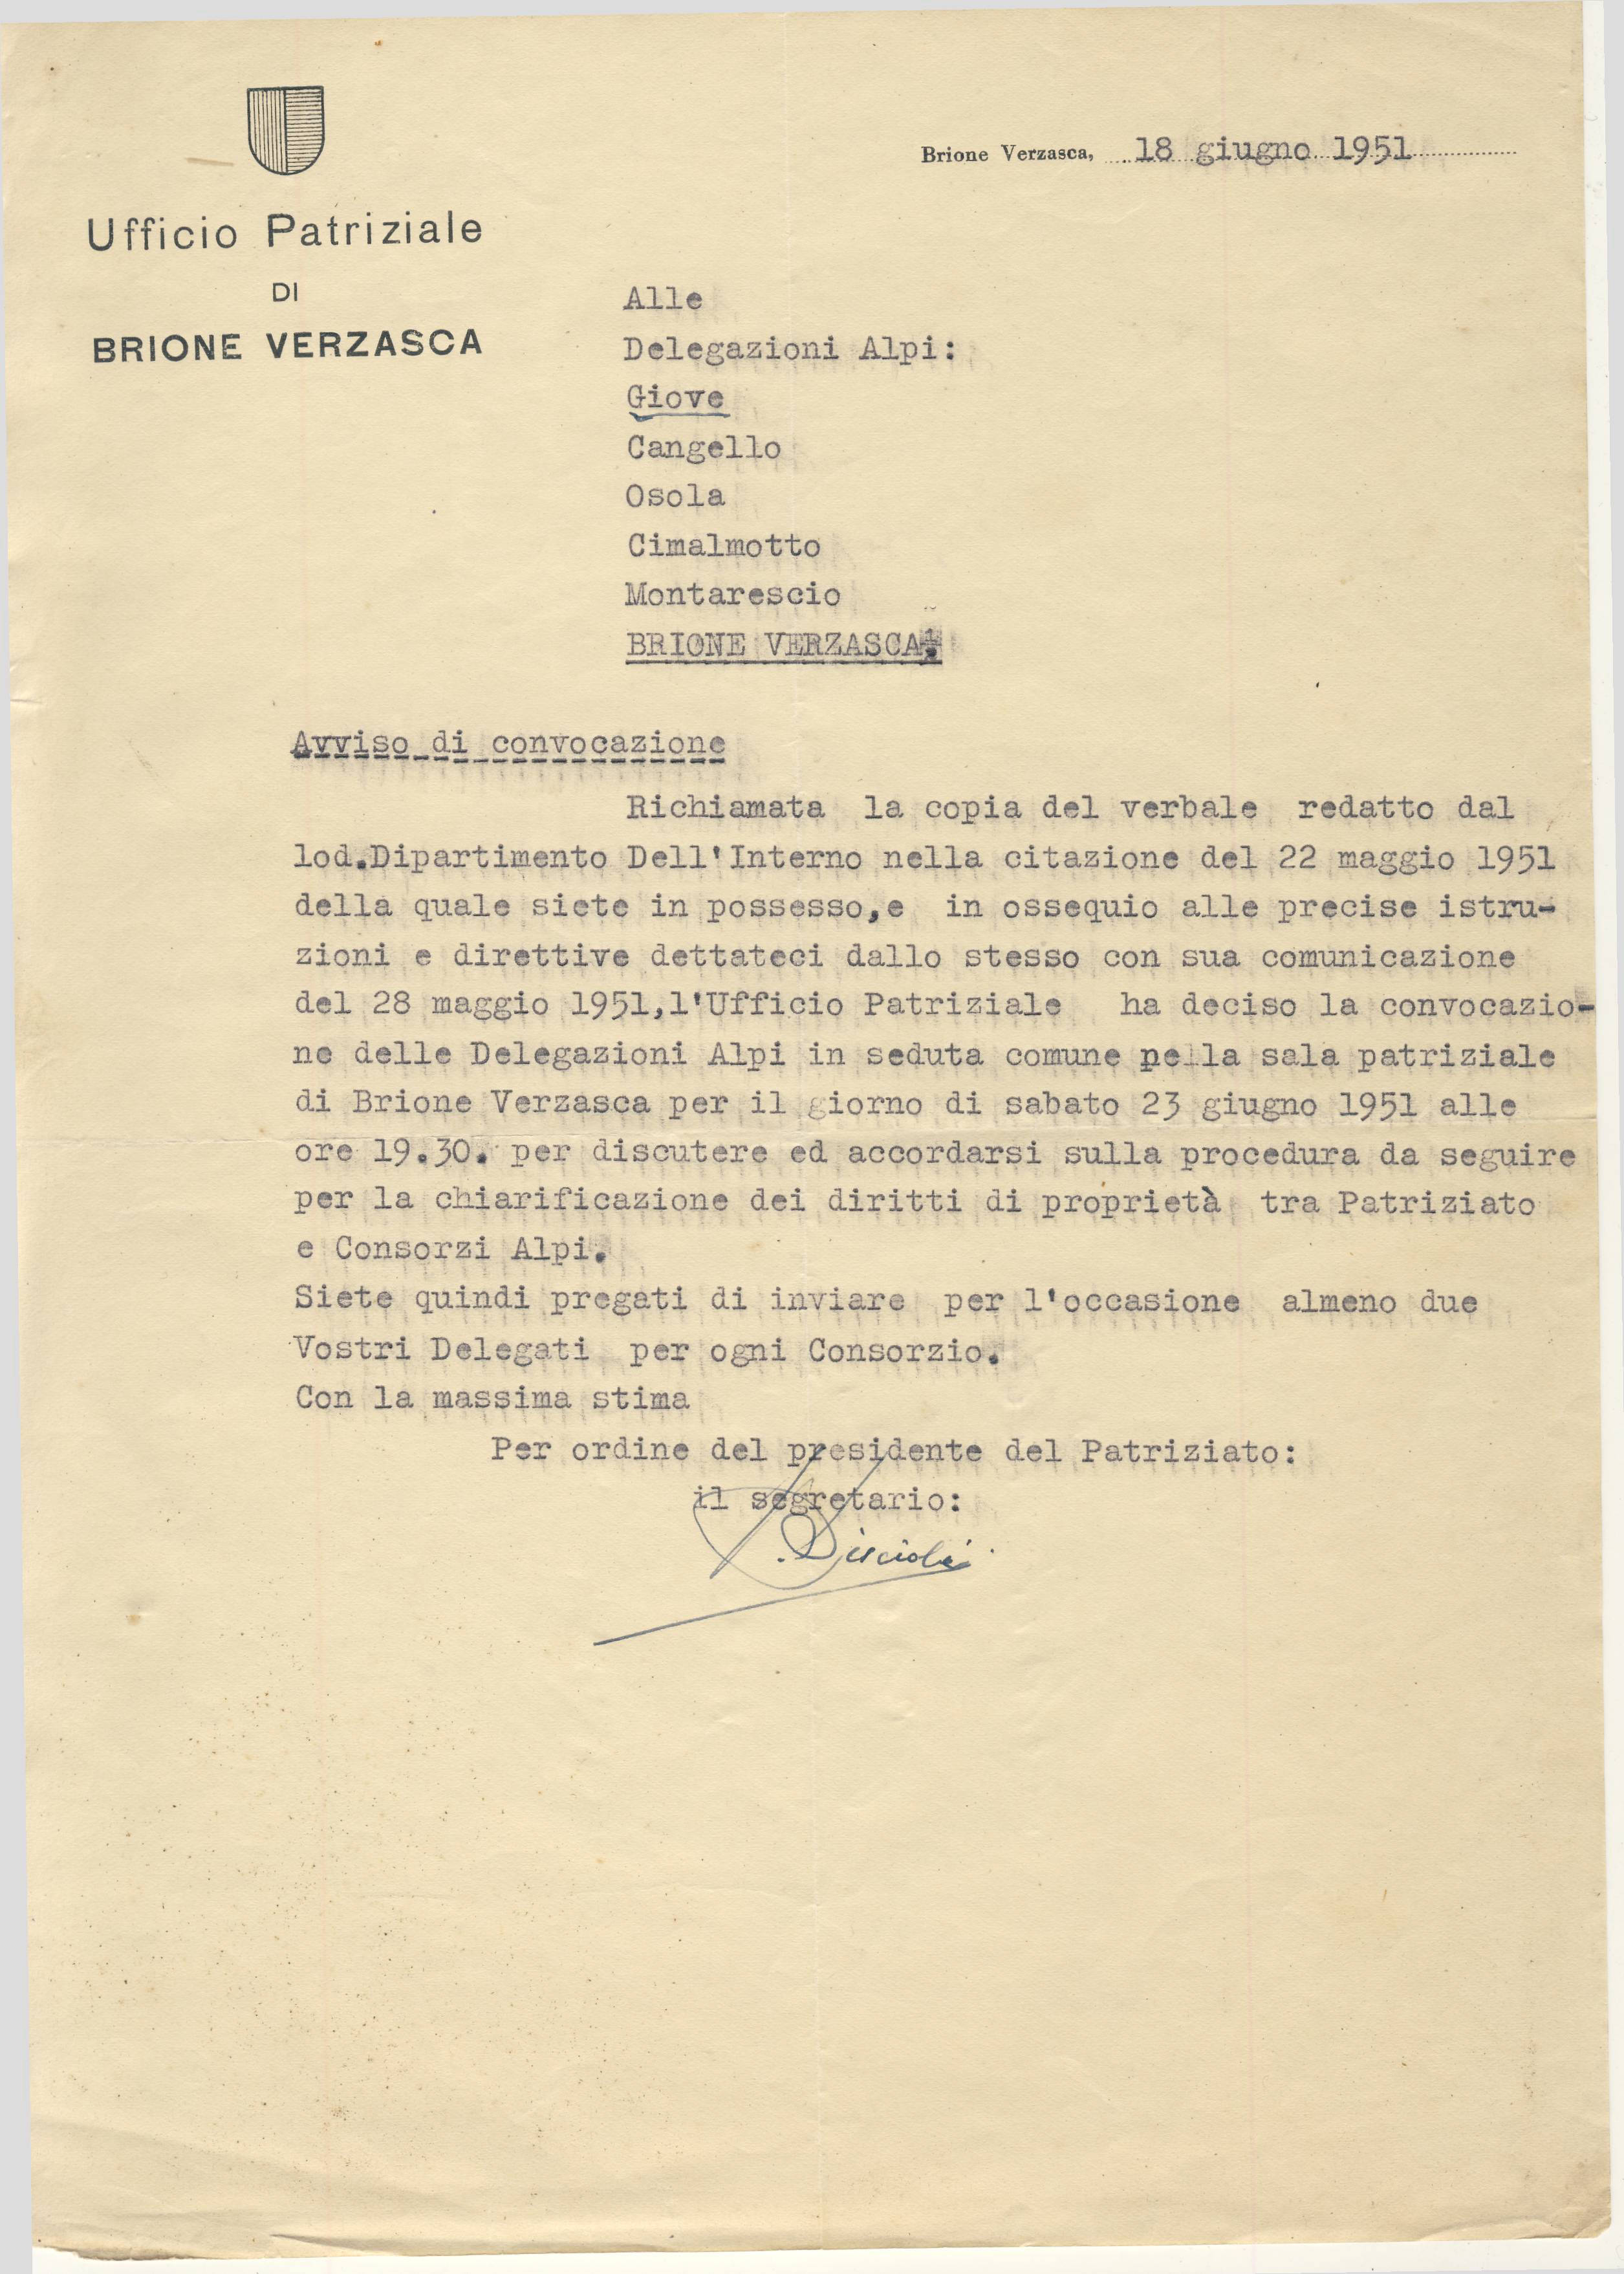 Brione Verzasca, 18 giugno 1951
Ufficio Patriziale
DI
BRIONE VERZASCA
Alle
Delegazioni Alpi:
Giove
Cangello
Osola
Cimalmotto
Montarescio
BRIONE VERZASCA.
Avviso di convocazione
Richiamata la copia del verbale redatto dal
lod.Dipartimento Dell'Interno nella citazione del 22 maggio 1951
della quale siete in possesso,e in ossequio alle precise istru-
zioni e direttive dettateci dallo stesso con sua comunicazione
del 28 maggio 1951,l'Ufficio Patriziale ha deciso la convocazio-
ne delle Delegazioni Alpi in seduta comune nella sala patriziale
di Brione Verzasca per il giorno di sabato 23 giugno 1951 alle
ore 19.30. per discutere ed accordarsi sulla procedura da seguire
per la chiarificazione dei diritti di proprietà tra Patriziato
e Consorzi Alpi.
Siete quindi pregati di inviare per l'occasione almeno due
Vostri Delegati per ogni Consorzio.
Con la massima stima
Per ordine del presidente del Patriziato:
il segretario: